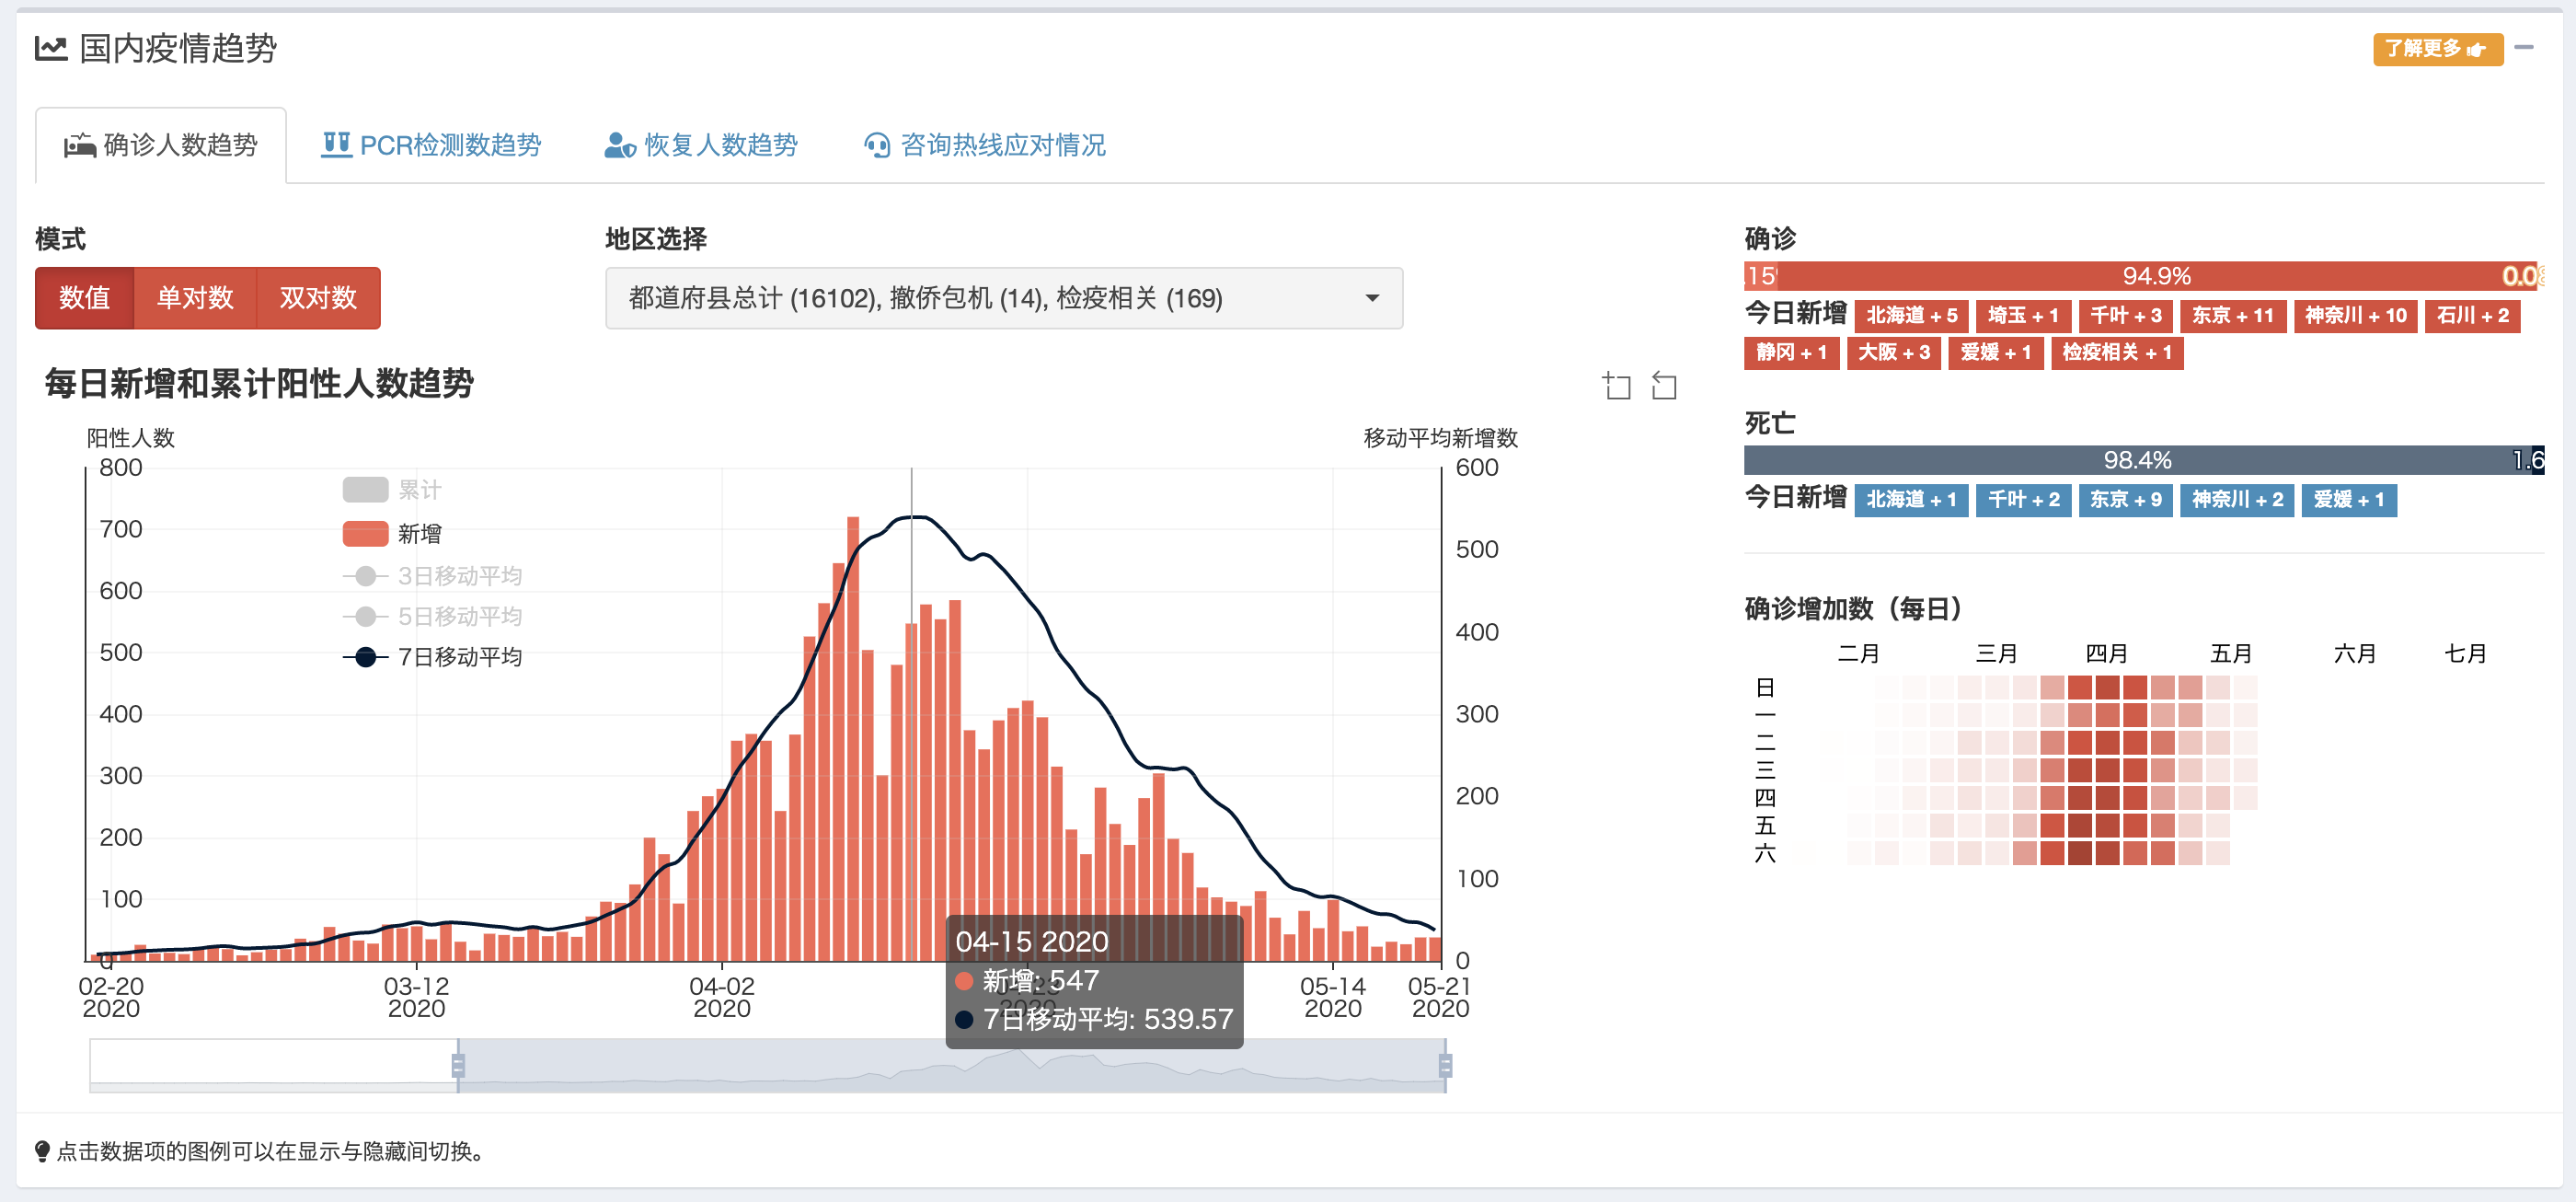 国内疫情趋势
了解更多
确诊人数趋势
PCR检测数趋势
恢复人数趋势
咨询热线应对情况
模式
数值 单对数 双对数
地区选择
都道府县总计 (16102), 撤侨包机 (14), 检疫相关 (169)
每日新增和累计阳性人数趋势
阳性人数
移动平均新增数
800
700
600
500
400
300
200
100
0
累计
新增
3日移动平均
5日移动平均
7日移动平均
600
500
400
300
200
100
0
02-20
2020
03-12
2020
04-02
2020
05-14
2020
05-21
2020
04-15 2020
新增: 547
7日移动平均: 539.57
点击数据项的图例可以在显示与隐藏间切换。
确诊
94.9%
今日新增 北海道 + 5 埼玉 + 1 千叶 + 3 东京 + 11 神奈川 + 10 石川 + 2
静冈 + 1 大阪 + 3 爱媛 + 1 检疫相关 + 1
死亡
98.4%
今日新增 北海道 + 1 千叶 + 2 东京 + 9 神奈川 + 2 爱媛 + 1
确诊增加数（每日）
二月 三月 四月 五月 六月 七月
日
一
二
三
四
五
六